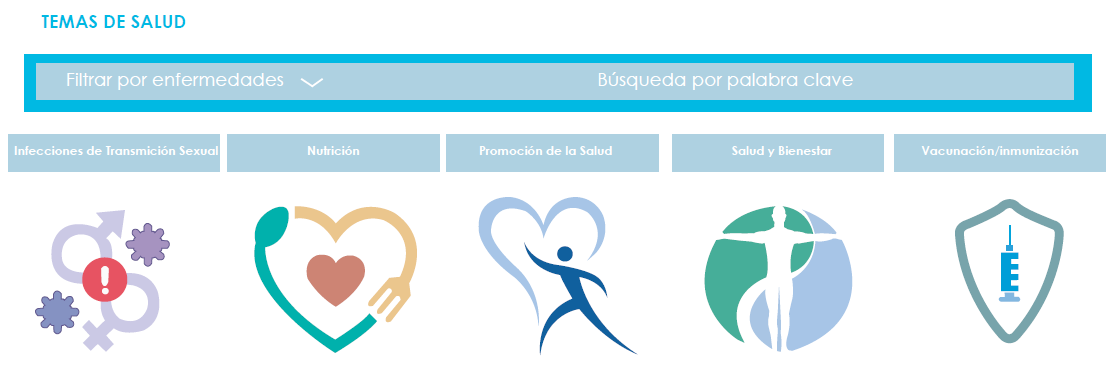 TEMAS DE SALUD
Filtrar por enfermedades
Búsqueda por palabra clave
Infecciones de Transmición Sexual
Nutrición
Promoción de la Salud
Salud y Bienestar
Vacunación/inmunización